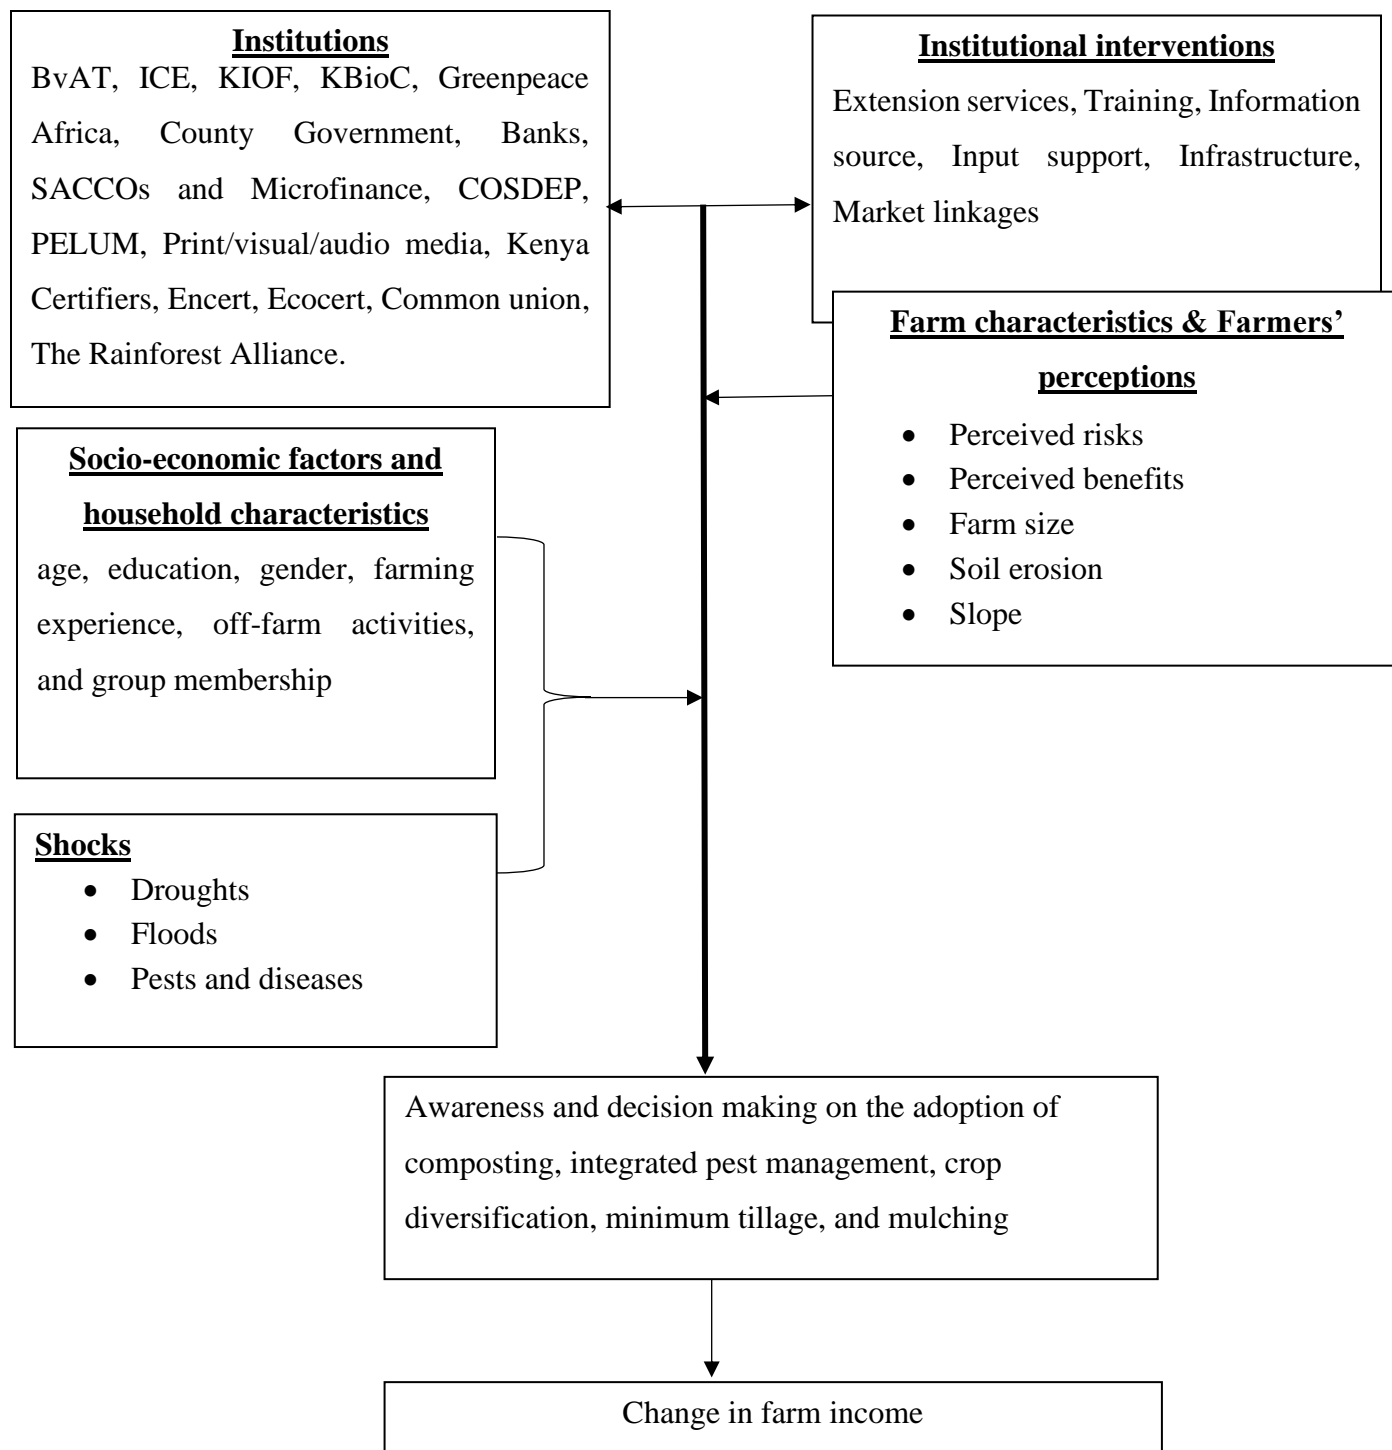 Institutions
BvAT, ICE, KIOF, KBioC, Greenpeace
Africa, County Government, Banks,
SACCOs and Microfinance, COSDEP,
PELUM, Print/visual/audio media, Kenya
Certifiers, Encert, Ecocert, Common union,
The Rainforest Alliance.
Institutional interventions
Extension services, Training, Information
source, Input support, Infrastructure,
Market linkages
Farm characteristics & Farmers’
perceptions
• Perceived risks
• Perceived benefits
• Farm size
• Soil erosion
• Slope
Socio-economic factors and
household characteristics
age, education, gender, farming
experience, off-farm activities,
and group membership
Shocks
• Droughts
• Floods
• Pests and diseases
Awareness and decision making on the adoption of
composting, integrated pest management, crop
diversification, minimum tillage, and mulching
Change in farm income